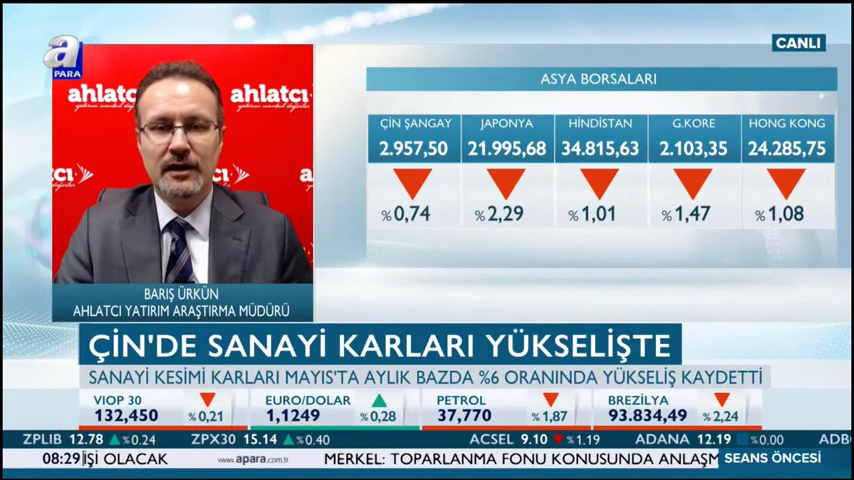 a
PARA
CANLI
ahlatcı
yatırımın mentol değeri
ahlatcı
ASYA BORSALARI
ÇİN ŞANGAY JAPONYA HİNDİSTAN G.KORE HONG KONG
2.957,50 21.995,68 34.815,63 2.103,35 24.285,75
%0,74 %2,29 %1,01 %1,47 %1,08
BARIŞ ÜRKÜN
AHLATCI YATIRIM ARAŞTIRMA MÜDÜRÜ
ÇİN'DE SANAYİ KARLARI YÜKSELİŞTE
SANAYİ KESİMİ KARLARI MAYIS'TA AYLIK BAZDA %6 ORANINDA YÜKSELİŞ KAYDETTİ
VIOP 30 EURO/DOLAR PETROL BREZİLYA
132,450 %0,21 1,1249 %0,28 37,770 %1,87 93.834,49 %2,24
ZPLIB 12.78 %0.24 ZPX30 15.14 %0.40 ACSEL 9.10 %1.19 ADANA 12.19 %0.00 ADB
08:29 İŞİ OLACAK www.apara.com.tr MERKEL: TOPARLANMA FONU KONUSUNDA ANLAŞM SEANS ÖNCESİ